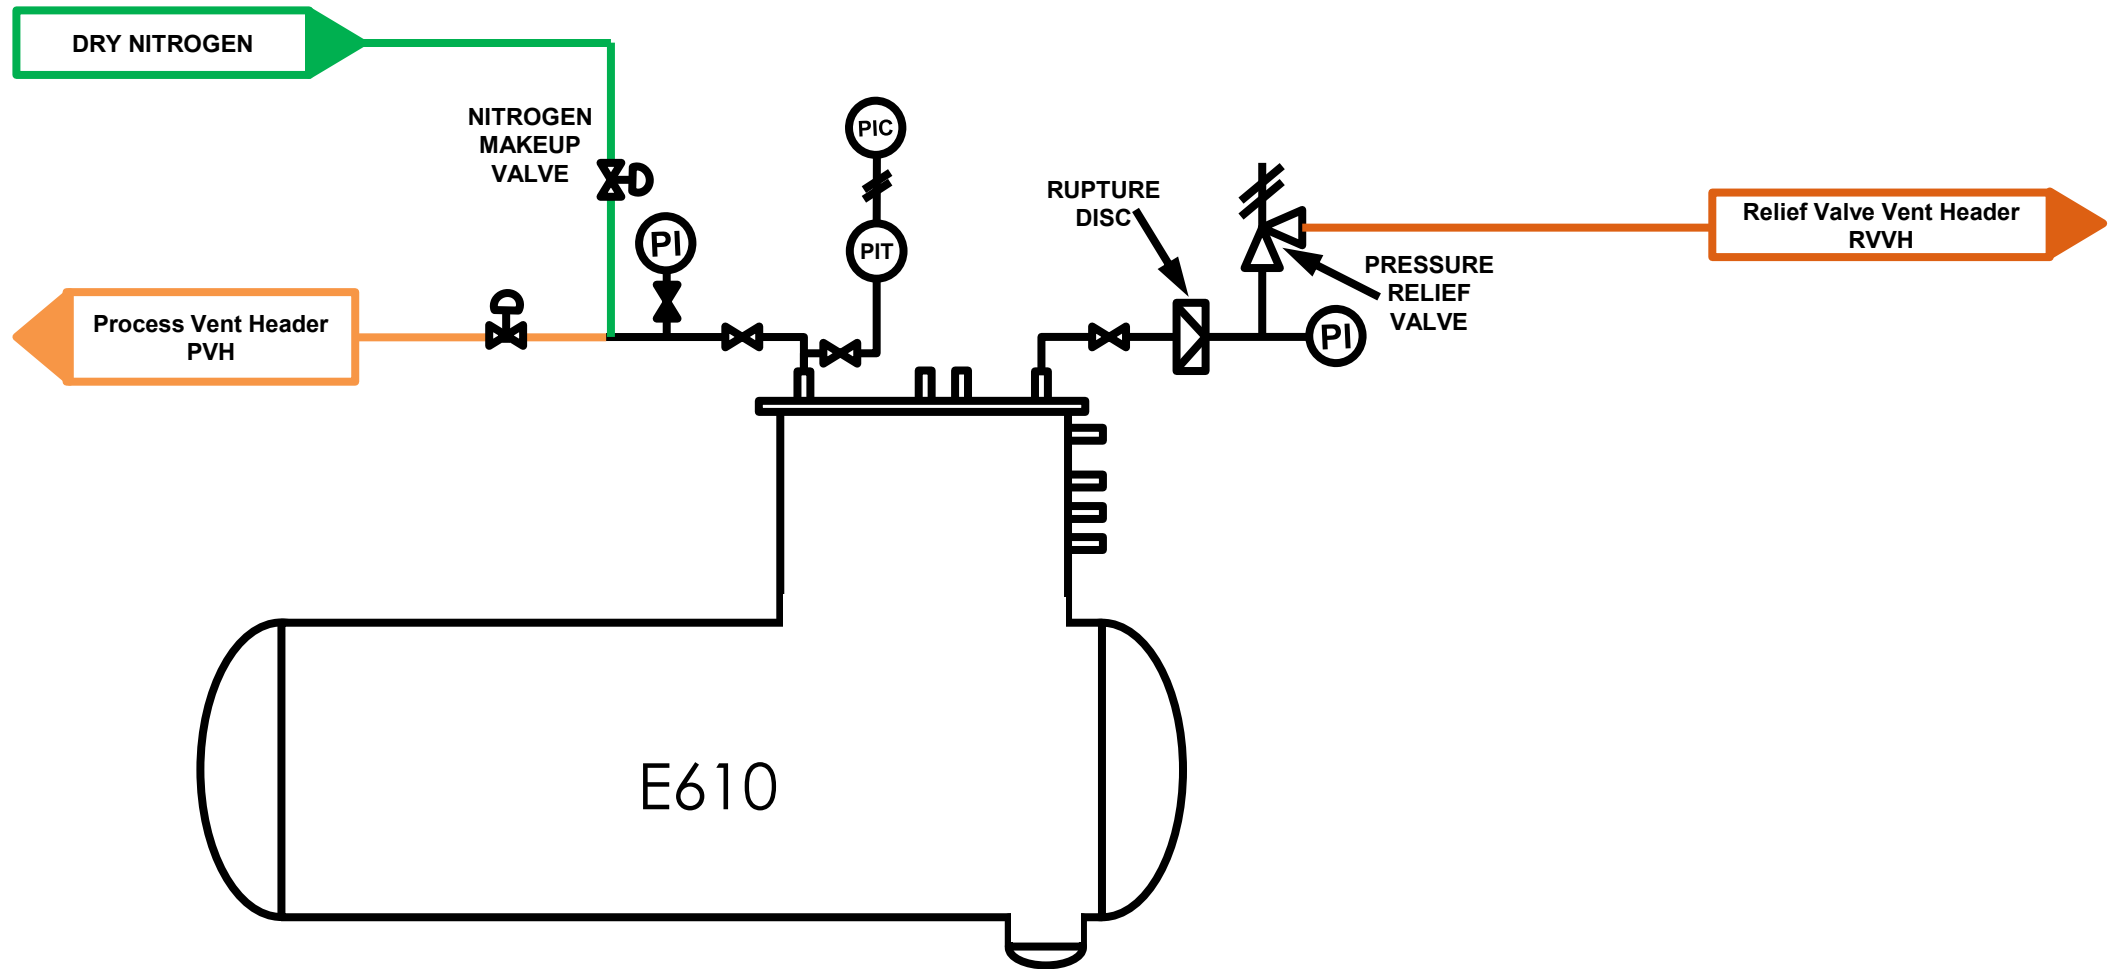 DRY NITROGEN
NITROGEN
MAKEUP
VALVE
PIC
PI
PIT
RUPTURE
DISC
Relief Valve Vent Header
RVVH
PRESSURE
RELIEF
VALVE
Process Vent Header
PVH
PI
E610